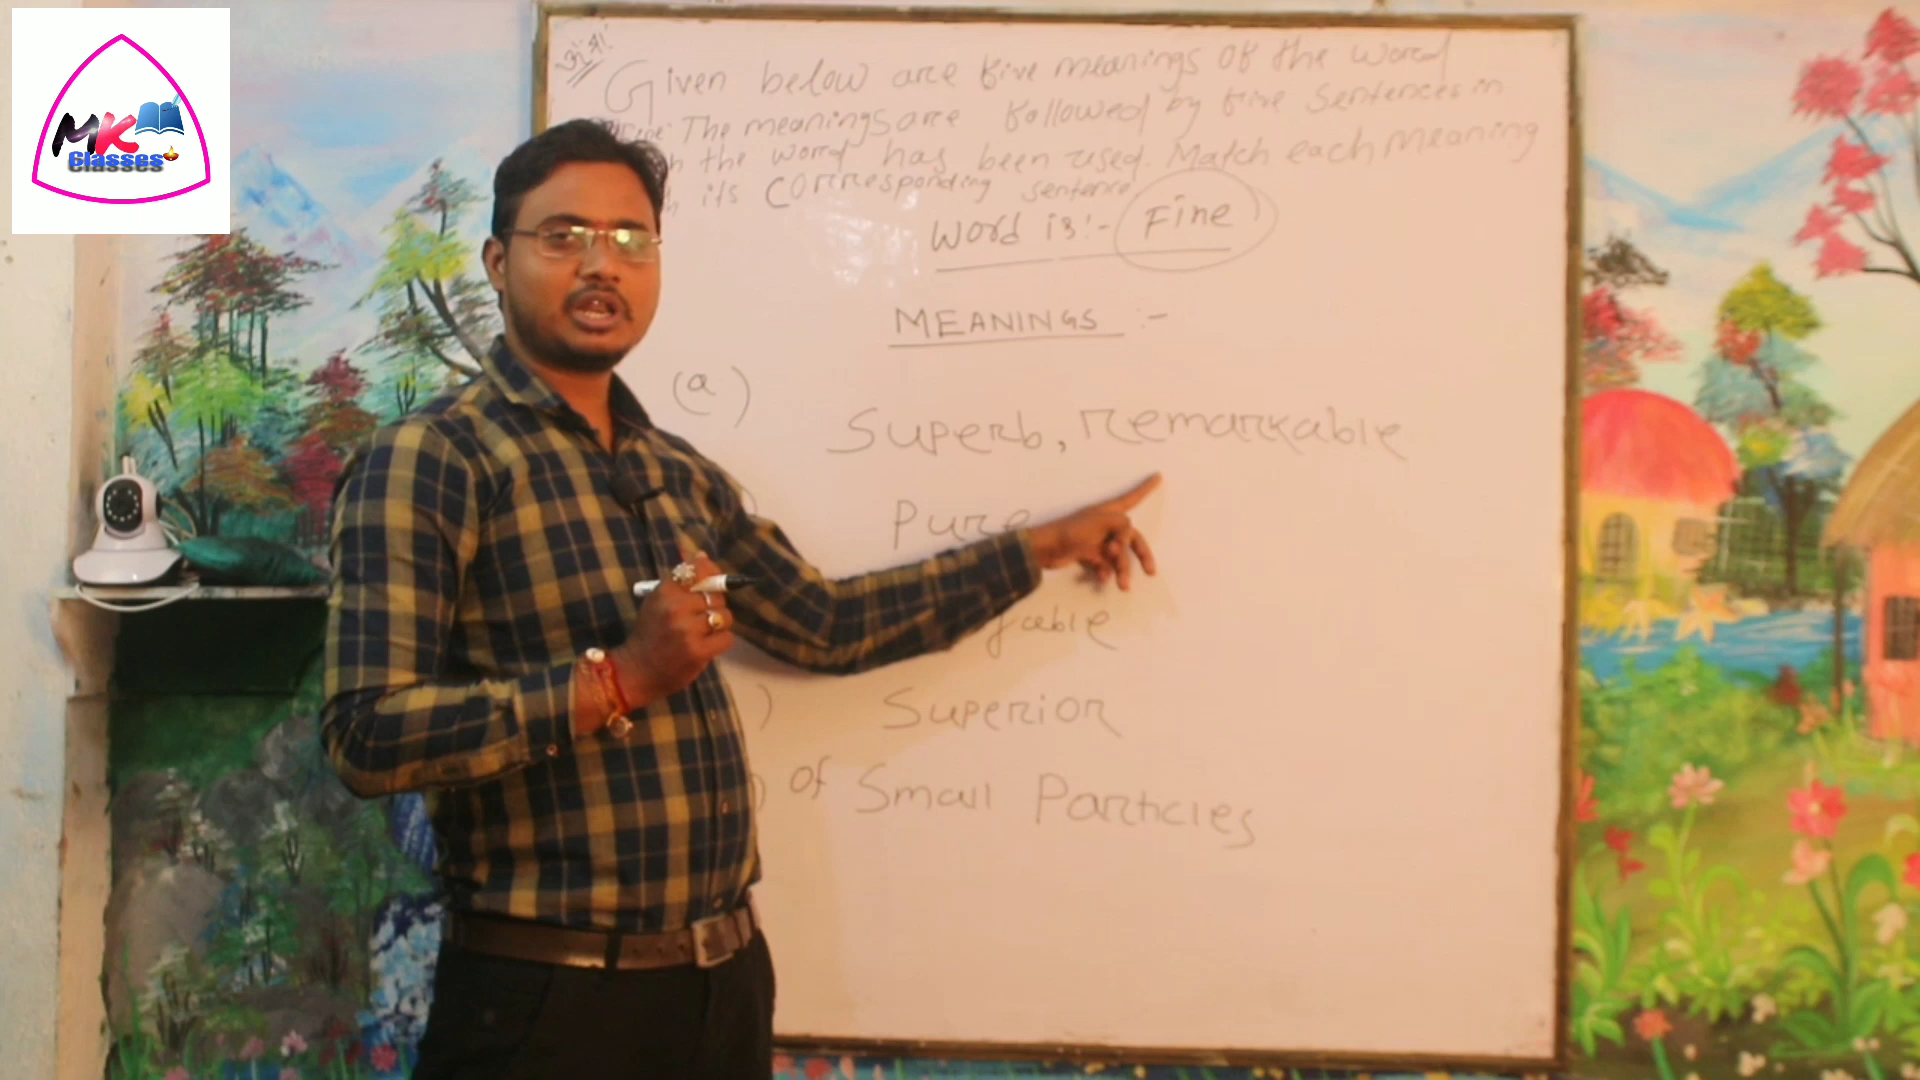 MK
Classes
Given below are five meanings of the word
The meanings are followed by five sentences in
the word has been used. Match each meaning
its corresponding sentence
Word is:- Fine
MEANINGS :-
(a)
Superb, remarkable
Pure
Superior
of Small Particles